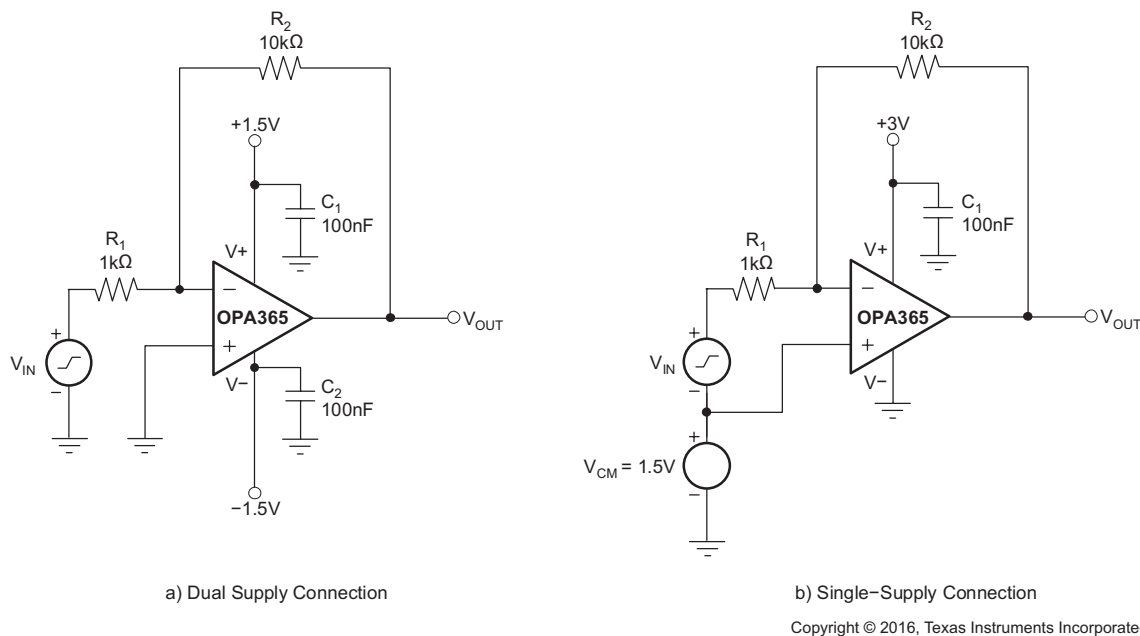 R2
10kΩ
+1.5V
C1
100nF
R1
1kΩ
V+
−
OPA365
+
VOUT
+
VIN
−
V−
C2
100nF
−1.5V
a) Dual Supply Connection
R2
10kΩ
+3V
C1
100nF
R1
1kΩ
V+
−
OPA365
+
VOUT
+
VIN
−
V−
+
VCM = 1.5V
−
b) Single−Supply Connection
Copyright © 2016, Texas Instruments Incorporate